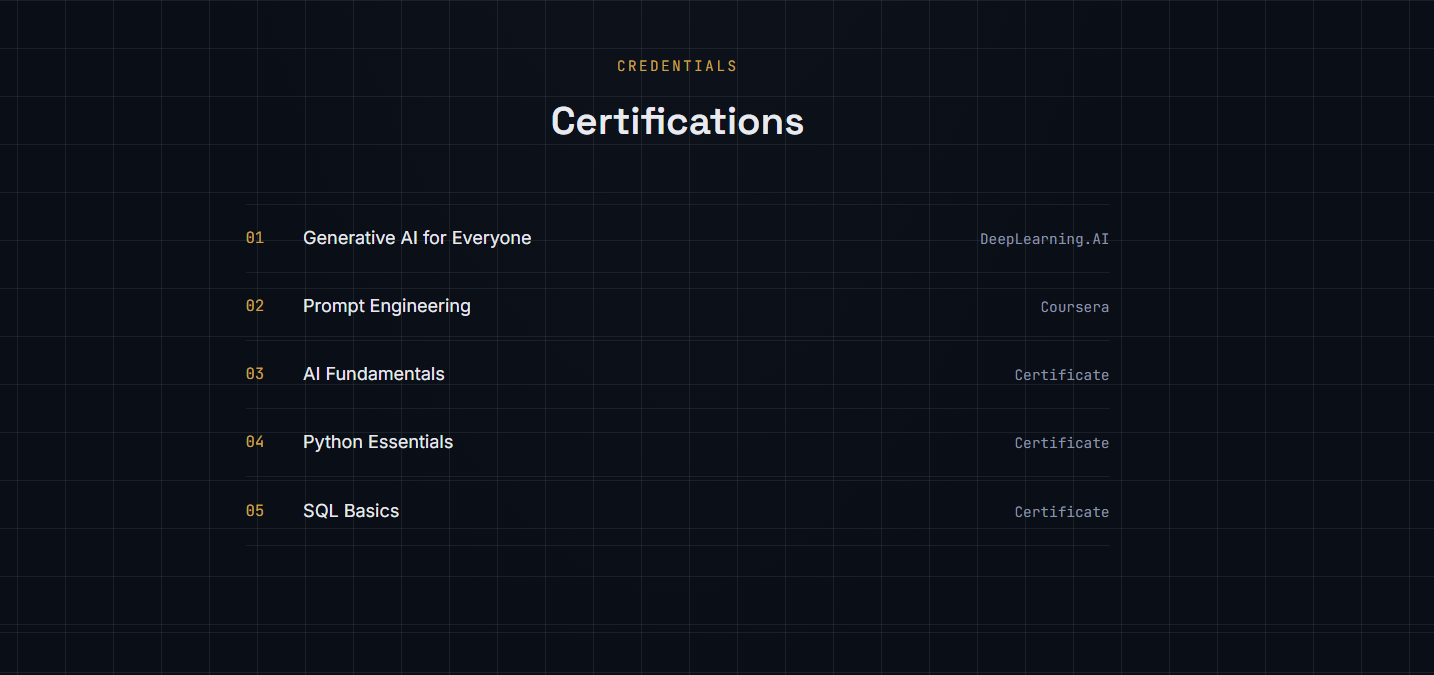 CREDENTIALS
Certifications
01 Generative AI for Everyone DeepLearning.AI
02 Prompt Engineering Coursera
03 AI Fundamentals Certificate
04 Python Essentials Certificate
05 SQL Basics Certificate